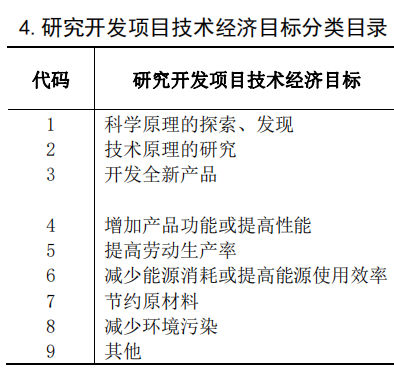 4. 研究开发项目技术经济目标分类目录
代码 研究开发项目技术经济目标
1 科学原理的探索、发现
2 技术原理的研究
3 开发全新产品
4 增加产品功能或提高性能
5 提高劳动生产率
6 减少能源消耗或提高能源使用效率
7 节约原材料
8 减少环境污染
9 其他